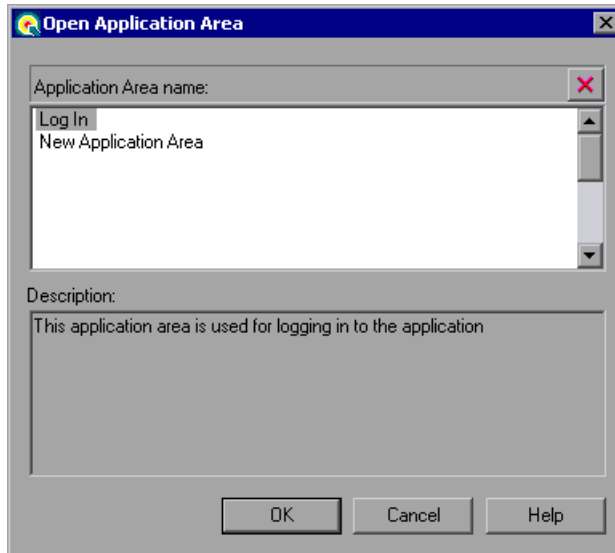 Open Application Area
Application Area name:
Log In
New Application Area
Description:
This application area is used for logging in to the application
OK Cancel Help